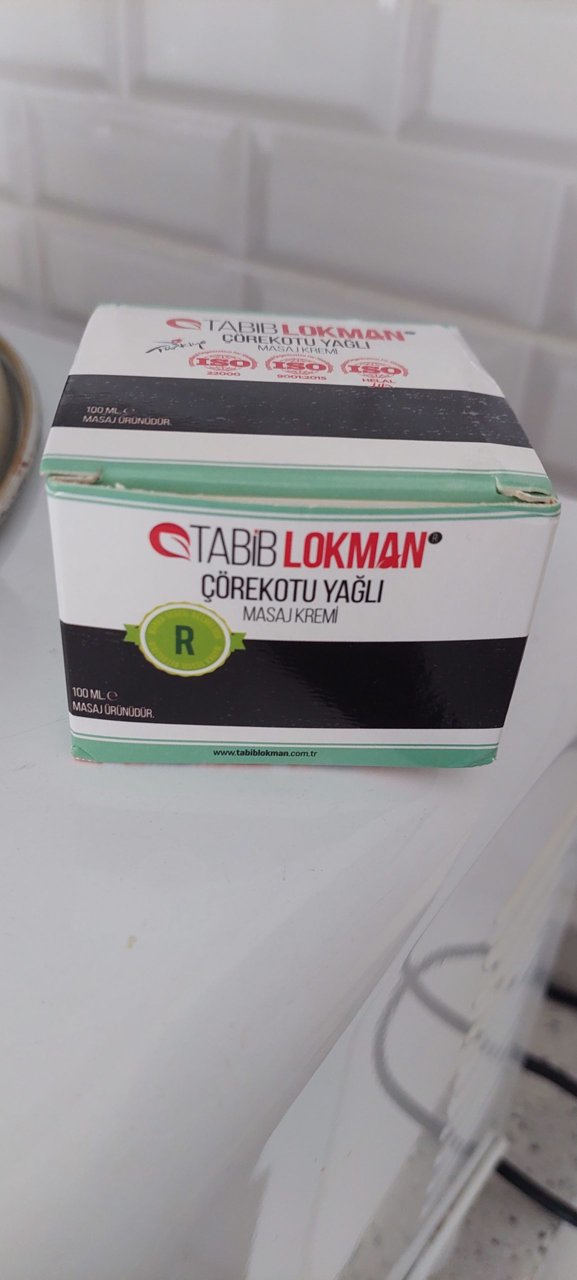 TABİB LOKMAN
ÇÖREKOTU YAĞLI
MASAJ KREMİ
ISO
22000
ISO
9001:2015
ISO
HELAL
100 ML. ℮
MASAJ ÜRÜNÜDÜR.
TABİB LOKMAN®
ÇÖREKOTU YAĞLI
MASAJ KREMİ
R
100 ML. ℮
MASAJ ÜRÜNÜDÜR.
www.tabiblokman.com.tr